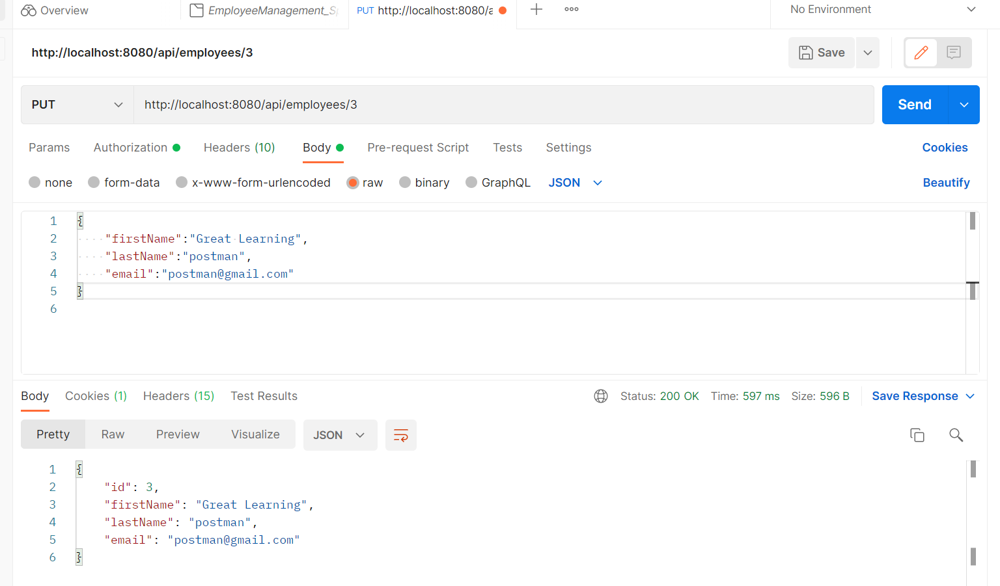 Overview
EmployeeManagement_Sp
PUT http://localhost:8080/a
No Environment
http://localhost:8080/api/employees/3
Save
PUT http://localhost:8080/api/employees/3 Send
Params Authorization Headers (10) Body Pre-request Script Tests Settings Cookies
none form-data x-www-form-urlencoded raw binary GraphQL JSON Beautify
1 {
2 "firstName":"Great Learning",
3 "lastName":"postman",
4 "email":"postman@gmail.com"
5 }
6
Body Cookies (1) Headers (15) Test Results Status: 200 OK Time: 597 ms Size: 596 B Save Response
Pretty Raw Preview Visualize JSON
1 {
2 "id": 3,
3 "firstName": "Great Learning",
4 "lastName": "postman",
5 "email": "postman@gmail.com"
6 }